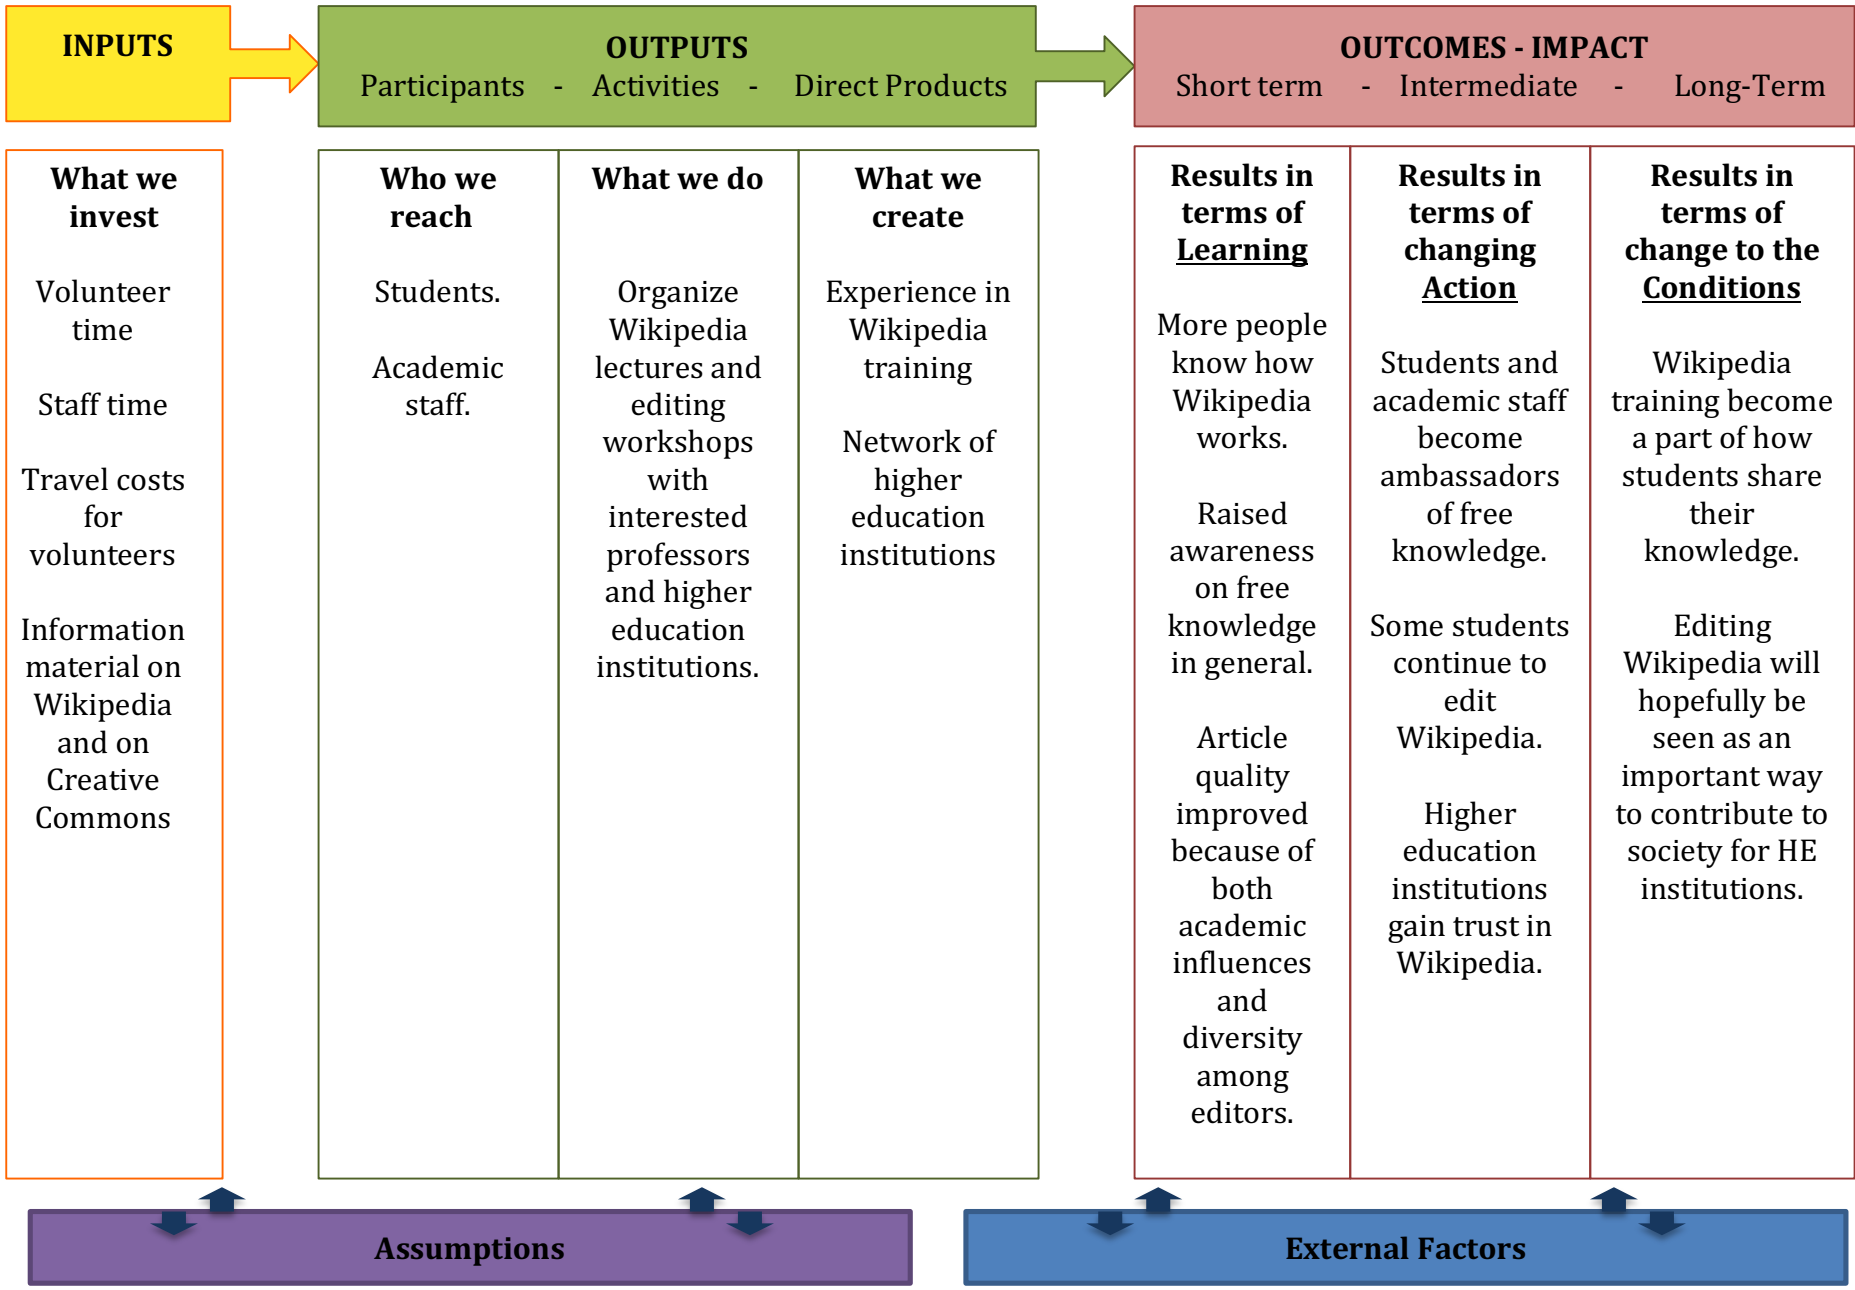 INPUTS
OUTPUTS
Participants - Activities - Direct Products
OUTCOMES - IMPACT
Short term - Intermediate - Long-Term
What we
invest
Volunteer
time
Staff time
Travel costs
for
volunteers
Information
material on
Wikipedia
and on
Creative
Commons
Who we
reach
Students.
Academic
staff.
What we do
Organize
Wikipedia
lectures and
editing
workshops
with
interested
professors
and higher
education
institutions.
What we
create
Experience in
Wikipedia
training
Network of
higher
education
institutions
Results in
terms of
Learning
More people
know how
Wikipedia
works.
Raised
awareness
on free
knowledge
in general.
Article
quality
improved
because of
both
academic
influences
and
diversity
among
editors.
Results in
terms of
changing
Action
Students and
academic staff
become
ambassadors
of free
knowledge.
Some students
continue to
edit
Wikipedia.
Higher
education
institutions
gain trust in
Wikipedia.
Results in
terms of
change to the
Conditions
Wikipedia
training become
a part of how
students share
their
knowledge.
Editing
Wikipedia will
hopefully be
seen as an
important way
to contribute to
society for HE
institutions.
Assumptions
External Factors